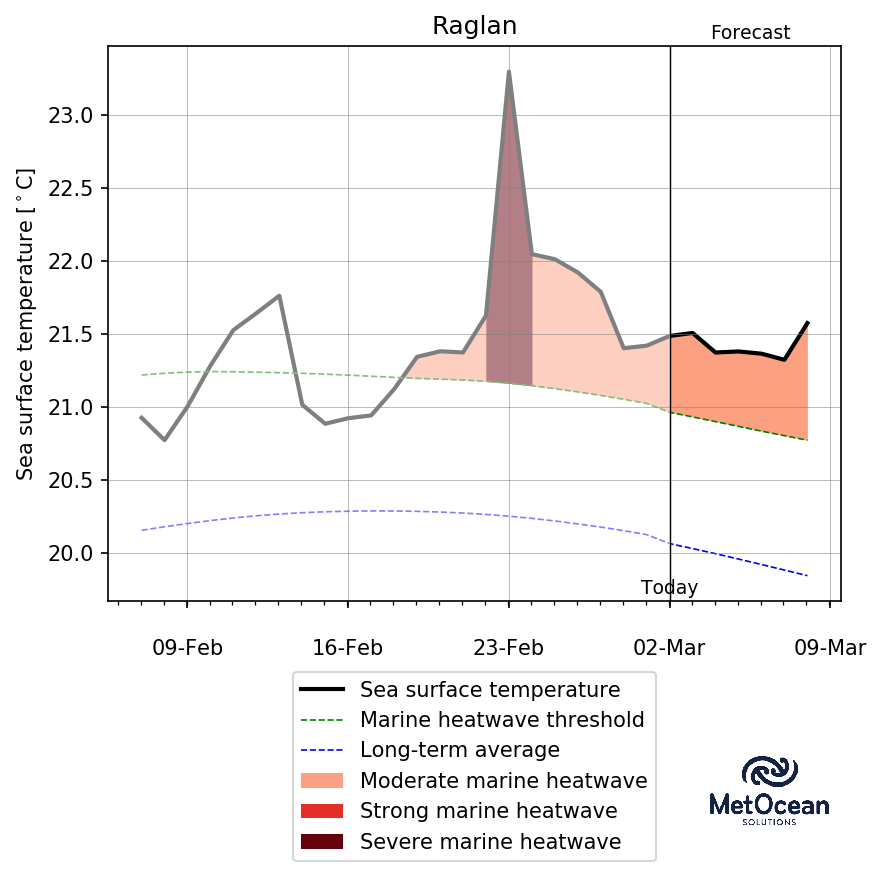 Raglan
Forecast
Sea surface temperature [°C]
23.0
22.5
22.0
21.5
21.0
20.5
20.0
Today
09-Feb 16-Feb 23-Feb 02-Mar 09-Mar
Sea surface temperature
Marine heatwave threshold
Long-term average
Moderate marine heatwave
Strong marine heatwave
Severe marine heatwave
MetOcean
SOLUTIONS